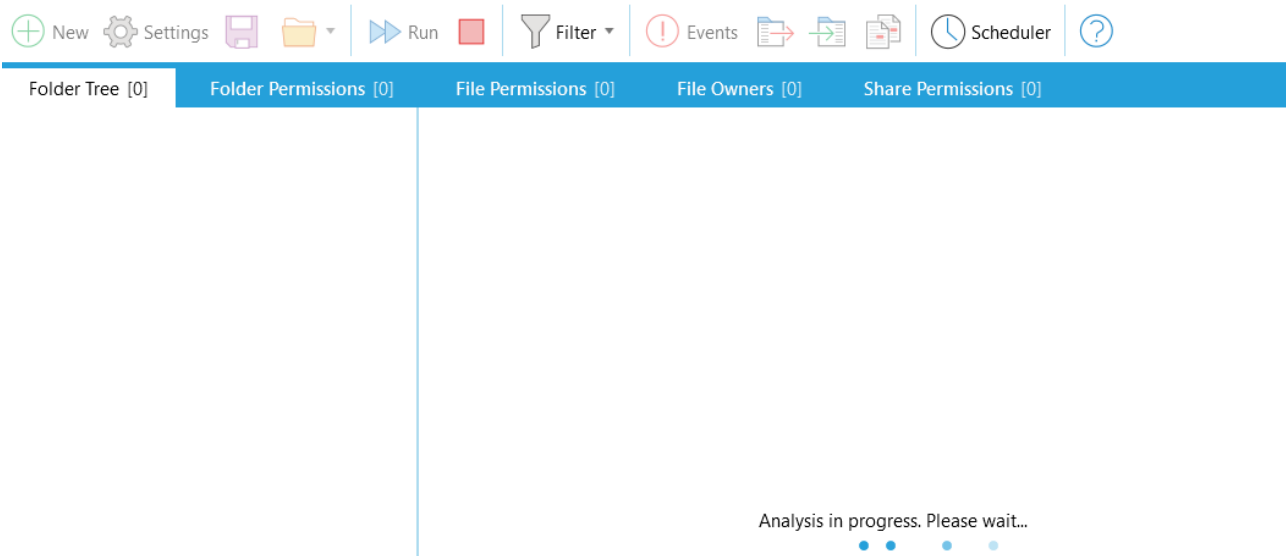 New Settings Run Filter Events Scheduler ?
Folder Tree [0] Folder Permissions [0] File Permissions [0] File Owners [0] Share Permissions [0]
Analysis in progress. Please wait...